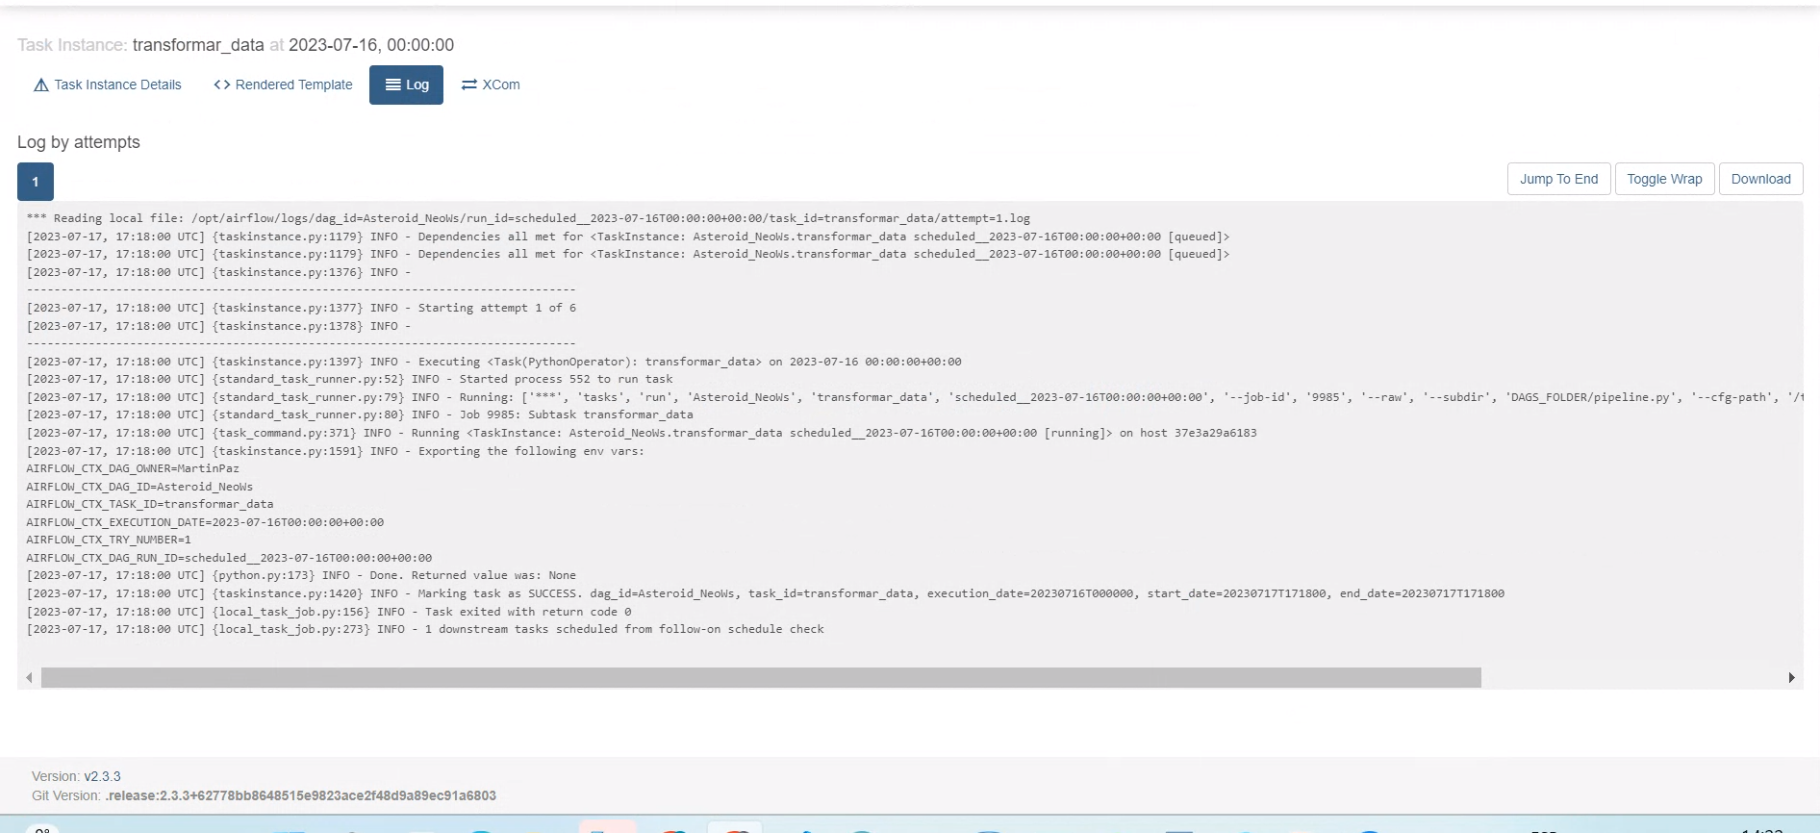 Task Instance: transformar_data at 2023-07-16, 00:00:00
Task Instance Details
<> Rendered Template
Log
XCom
Log by attempts
1
Jump To End
Toggle Wrap
Download
*** Reading local file: /opt/airflow/logs/dag_id=Asteroid_NeoWs/run_id=scheduled__2023-07-16T00:00:00+00:00/task_id=transformar_data/attempt=1.log
[2023-07-17, 17:18:00 UTC] {taskinstance.py:1179} INFO - Dependencies all met for <TaskInstance: Asteroid_NeoWs.transformar_data scheduled__2023-07-16T00:00:00+00:00 [queued]>
[2023-07-17, 17:18:00 UTC] {taskinstance.py:1179} INFO - Dependencies all met for <TaskInstance: Asteroid_NeoWs.transformar_data scheduled__2023-07-16T00:00:00+00:00 [queued]>
[2023-07-17, 17:18:00 UTC] {taskinstance.py:1376} INFO -
--------------------------------------------------------------------------------
[2023-07-17, 17:18:00 UTC] {taskinstance.py:1377} INFO - Starting attempt 1 of 6
[2023-07-17, 17:18:00 UTC] {taskinstance.py:1378} INFO -
--------------------------------------------------------------------------------
[2023-07-17, 17:18:00 UTC] {taskinstance.py:1397} INFO - Executing <Task(PythonOperator): transformar_data> on 2023-07-16 00:00:00+00:00
[2023-07-17, 17:18:00 UTC] {standard_task_runner.py:52} INFO - Started process 552 to run task
[2023-07-17, 17:18:00 UTC] {standard_task_runner.py:79} INFO - Running: ['***', 'tasks', 'run', 'Asteroid_NeoWs', 'transformar_data', 'scheduled__2023-07-16T00:00:00+00:00', '--job-id', '9985', '--raw', '--subdir', 'DAGS_FOLDER/pipeline.py', '--cfg-path',
[2023-07-17, 17:18:00 UTC] {standard_task_runner.py:80} INFO - Job 9985: Subtask transformar_data
[2023-07-17, 17:18:00 UTC] {task_command.py:371} INFO - Running <TaskInstance: Asteroid_NeoWs.transformar_data scheduled__2023-07-16T00:00:00+00:00 [running]> on host 37e3a29a6183
[2023-07-17, 17:18:00 UTC] {taskinstance.py:1591} INFO - Exporting the following env vars:
AIRFLOW_CTX_DAG_OWNER=MartinPaz
AIRFLOW_CTX_DAG_ID=Asteroid_NeoWs
AIRFLOW_CTX_TASK_ID=transformar_data
AIRFLOW_CTX_EXECUTION_DATE=2023-07-16T00:00:00+00:00
AIRFLOW_CTX_TRY_NUMBER=1
AIRFLOW_CTX_DAG_RUN_ID=scheduled__2023-07-16T00:00:00+00:00
[2023-07-17, 17:18:00 UTC] {python.py:173} INFO - Done. Returned value was: None
[2023-07-17, 17:18:00 UTC] {taskinstance.py:1420} INFO - Marking task as SUCCESS. dag_id=Asteroid_NeoWs, task_id=transformar_data, execution_date=20230716T000000, start_date=20230717T171800, end_date=20230717T171800
[2023-07-17, 17:18:00 UTC] {local_task_job.py:156} INFO - Task exited with return code 0
[2023-07-17, 17:18:00 UTC] {local_task_job.py:273} INFO - 1 downstream tasks scheduled from follow-on schedule check
Version: v2.3.3
Git Version: .release:2.3.3+62778bb8648515e9823ace2f48d9a89ec91a6803